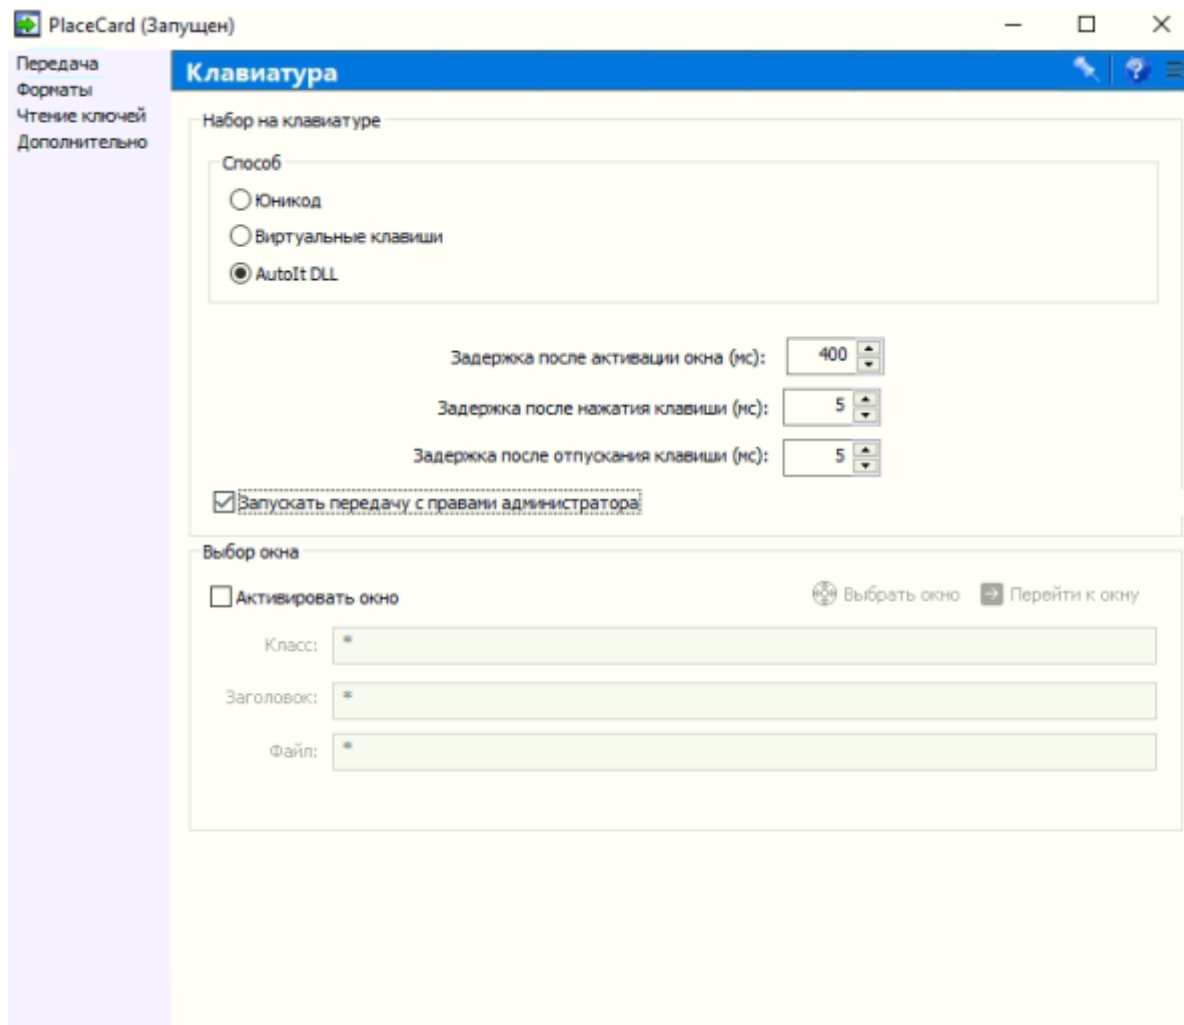 PlaceCard (Запущен)
Передача
Форматы
Чтение ключей
Дополнительно
Клавиатура
Набор на клавиатуре
Способ
Юникод
Виртуальные клавиши
AutoIt DLL
Задержка после активации окна (мс): 400
Задержка после нажатия клавиши (мс): 5
Задержка после отпускания клавиши (мс): 5
Запускать передачу с правами администратора
Выбор окна
Активировать окно Выбрать окно Перейти к окну
Класс: *
Заголовок: *
Файл: *